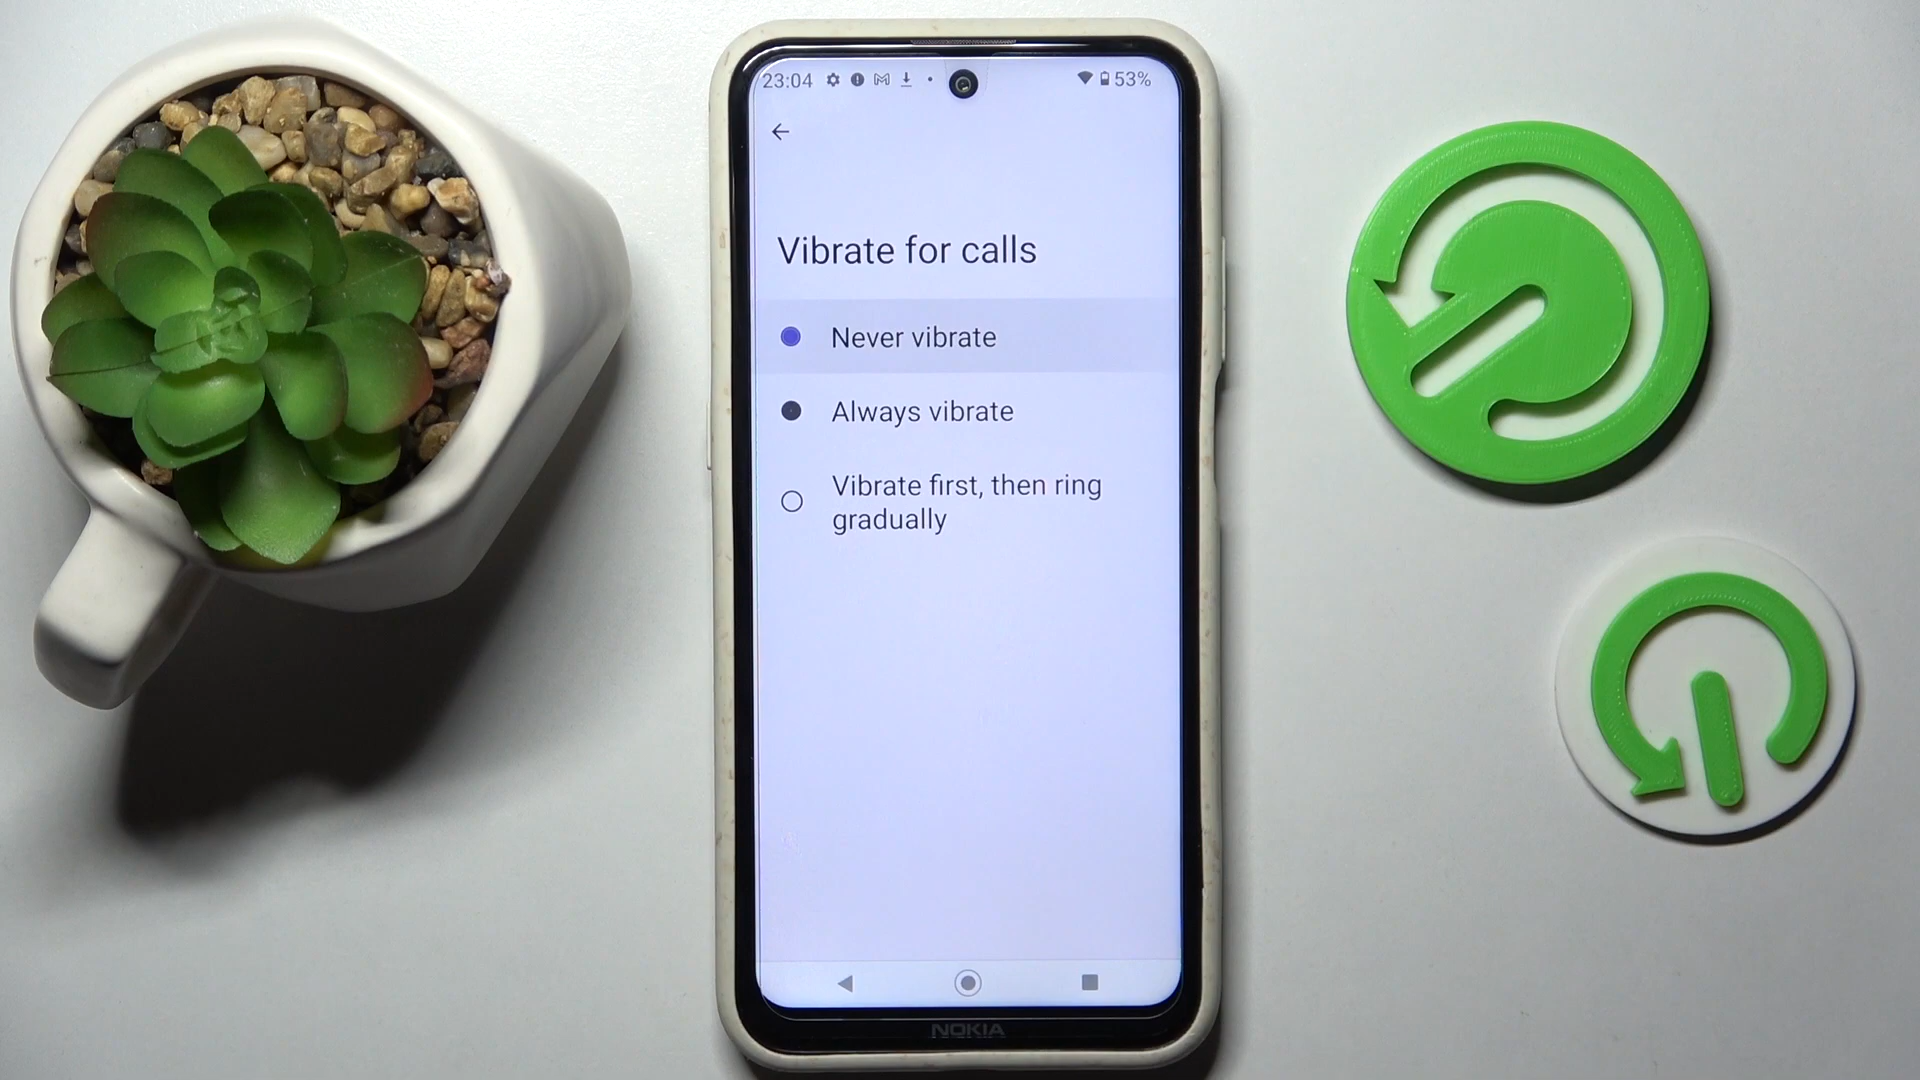 23:04
53%
Vibrate for calls
Never vibrate
Always vibrate
Vibrate first, then ring
gradually
NOKIA